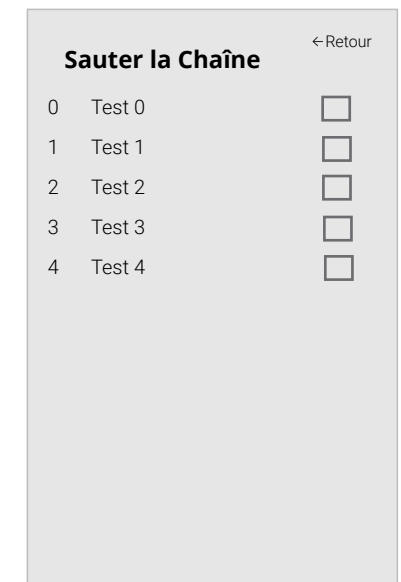 ←Retour
Sauter la Chaîne
0 Test 0
1 Test 1
2 Test 2
3 Test 3
4 Test 4